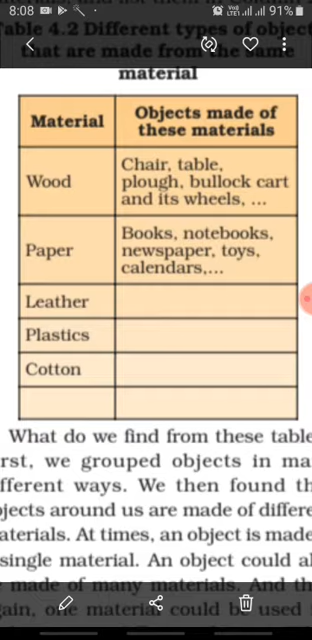 8:08
91%
able 4.2 Different types of object
that are made from the same
material
Material
Objects made of
these materials
Wood
Chair, table,
plough, bullock cart
and its wheels, ...
Paper
Books, notebooks,
newspaper, toys,
calendars,...
Leather
Plastics
Cotton
What do we find from these table
rst, we grouped objects in ma
fferent ways. We then found th
jects around us are made of differe
aterials. At times, an object is made
single material. An object could al
made of many materials. And th
gain, one material could be used